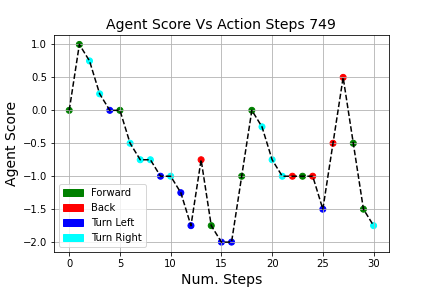 Agent Score Vs Action Steps 749
Agent Score
1.0
0.5
0.0
−0.5
−1.0
−1.5
−2.0
Forward
Back
Turn Left
Turn Right
0 5 10 15 20 25 30
Num. Steps